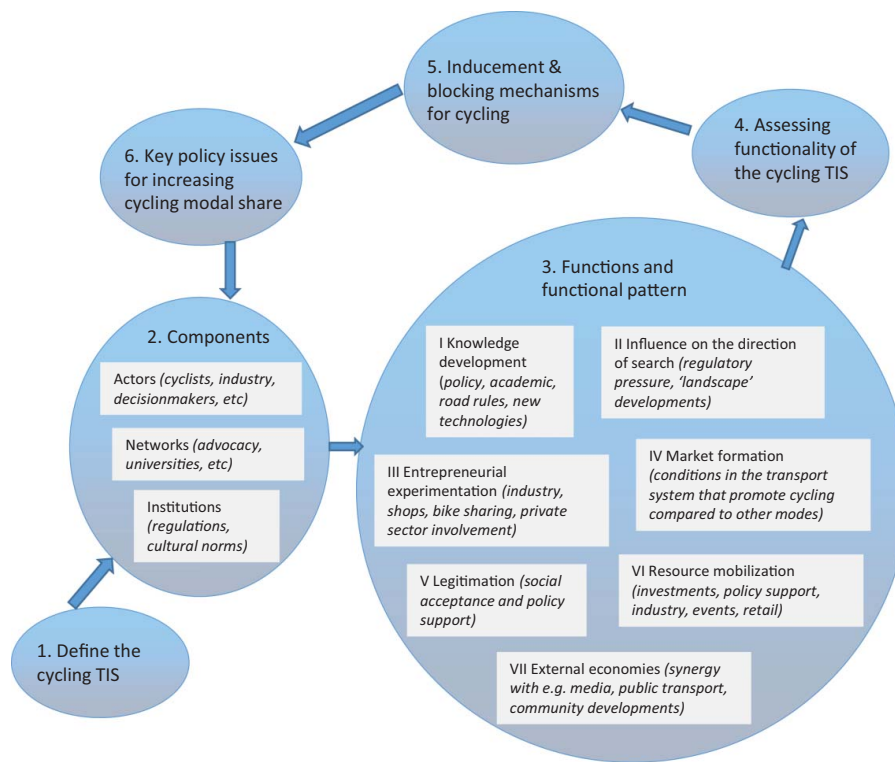 5. Inducement &
blocking mechanisms
for cycling
4. Assessing
functionality of
the cycling TIS
6. Key policy issues
for increasing
cycling modal share
3. Functions and
functional pattern
2. Components
I Knowledge
development
(policy, academic,
road rules, new
technologies)
II Influence on the direction
of search (regulatory
pressure, ‘landscape’
developments)
Actors (cyclists, industry,
decisionmakers, etc)
Networks (advocacy,
universities, etc)
Institutions
(regulations,
cultural norms)
III Entrepreneurial
experimentation (industry,
shops, bike sharing, private
sector involvement)
IV Market formation
(conditions in the transport
system that promote cycling
compared to other modes)
V Legitimation (social
acceptance and policy
support)
VI Resource mobilization
(investments, policy support,
industry, events, retail)
VII External economies (synergy
with e.g. media, public transport,
community developments)
1. Define the
cycling TIS